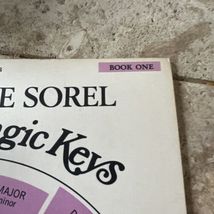 BOOK ONE
E SOREL
gic Keys
MAJOR
minor